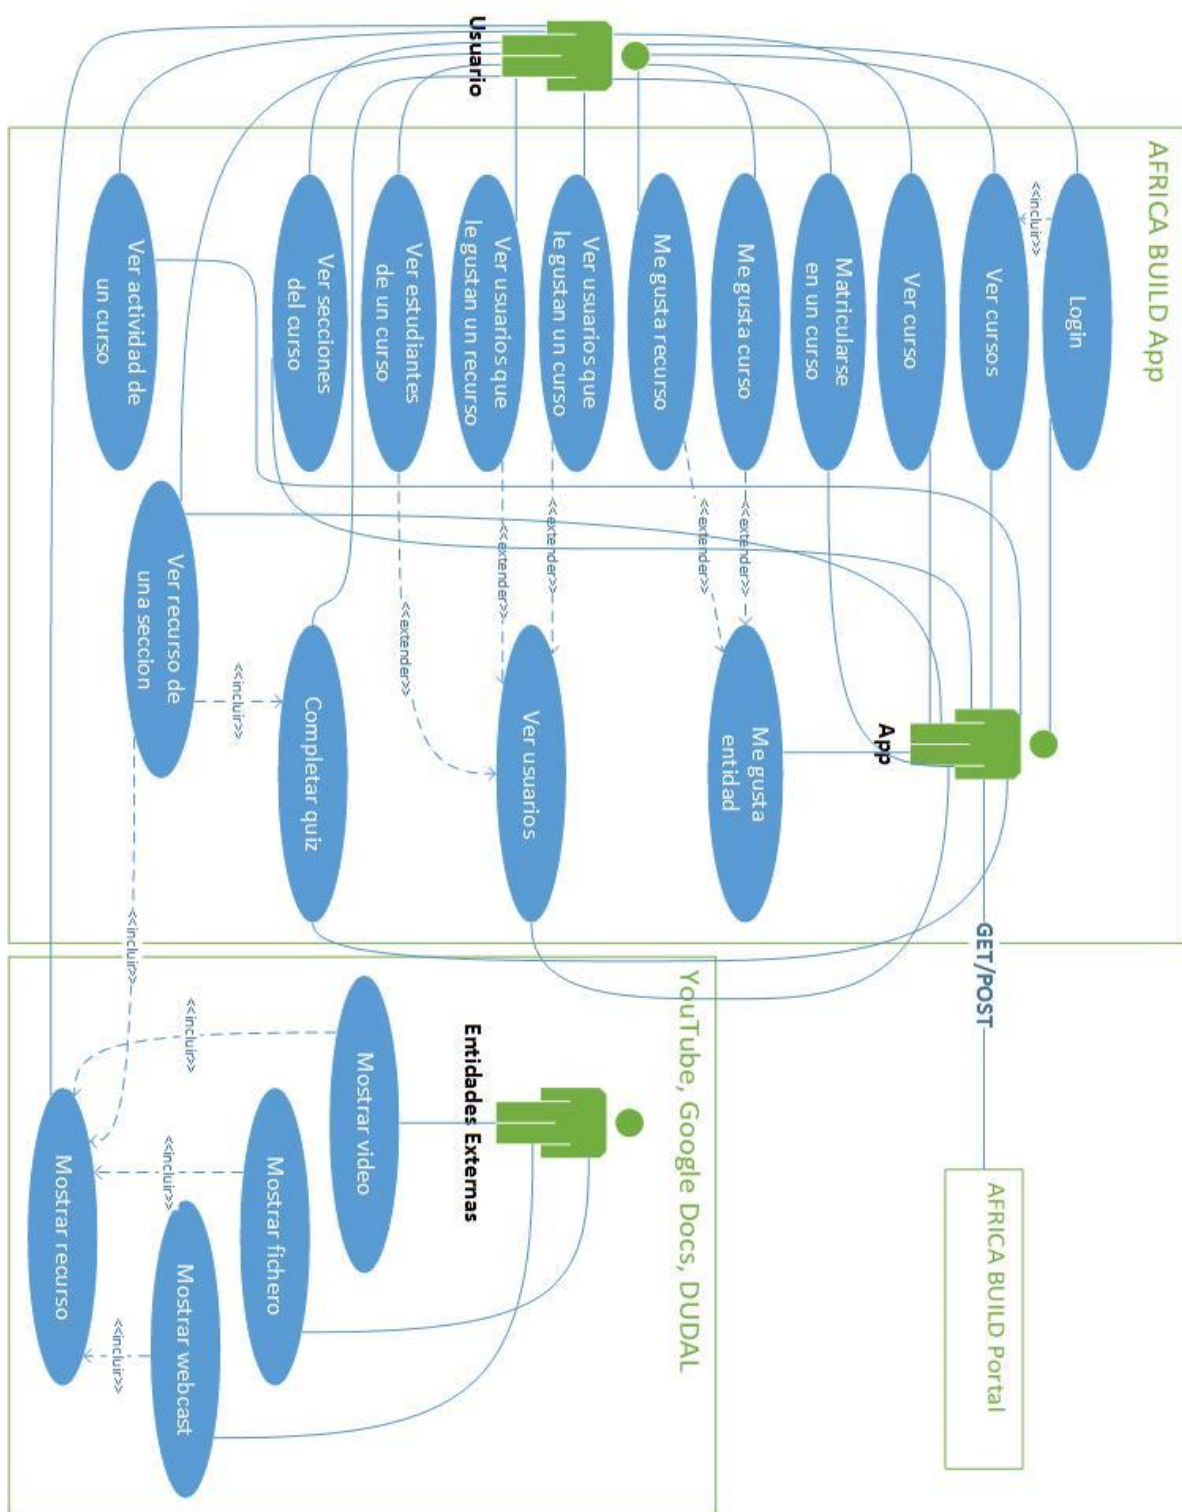 AFRICA BUILD App
Usuario
Login
<<incluir>>
Ver cursos
Ver curso
Matricularse
en un curso
Me gusta curso
Me gusta recurso
Ver usuarios que
le gustan un curso
Ver usuarios que
le gustan un recurso
Ver estudiantes
de un curso
Ver secciones
del curso
Ver actividad de
un curso
<<extender>>
<<extender>>
<<extender>>
<<extender>>
<<extender>>
Ver recurso de
una seccion
<<incluir>>
App
Me gusta
entidad
Ver usuarios
Completar quiz
<<incluir>>
GET/POST
AFRICA BUILD Portal
YouTube, Google Docs, DUDAL
Entidades Externas
Mostrar video
<<incluir>>
Mostrar fichero
<<incluir>>
Mostrar webcast
<<incluir>>
Mostrar recurso